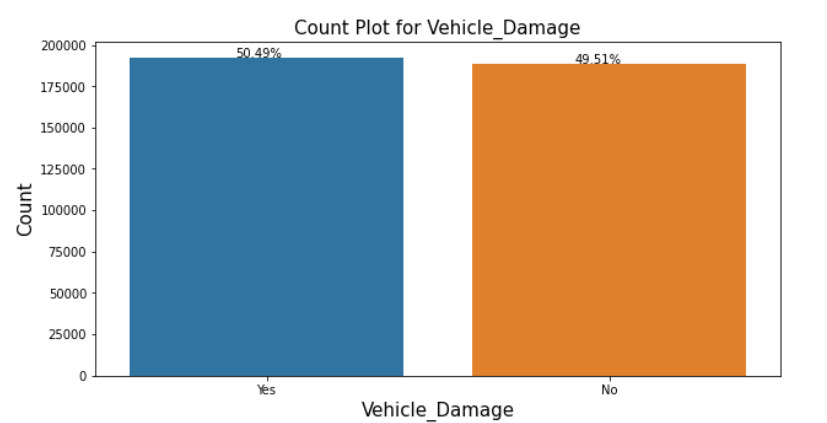 Count Plot for Vehicle_Damage
200000
175000
150000
125000
100000
75000
50000
25000
0
Count
50.49%
49.51%
Yes
No
Vehicle_Damage